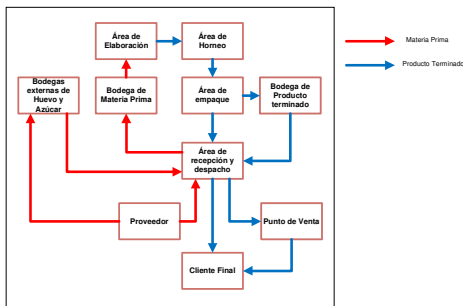 Área de
Elaboración
Área de
Horneo
Materia Prima
Producto Terminado
Bodegas
externas de
Huevo y
Azúcar
Bodega de
Materia Prima
Área de
empaque
Bodega de
Producto
terminado
Área de
recepción y
despacho
Proveedor
Punto de Venta
Cliente Final